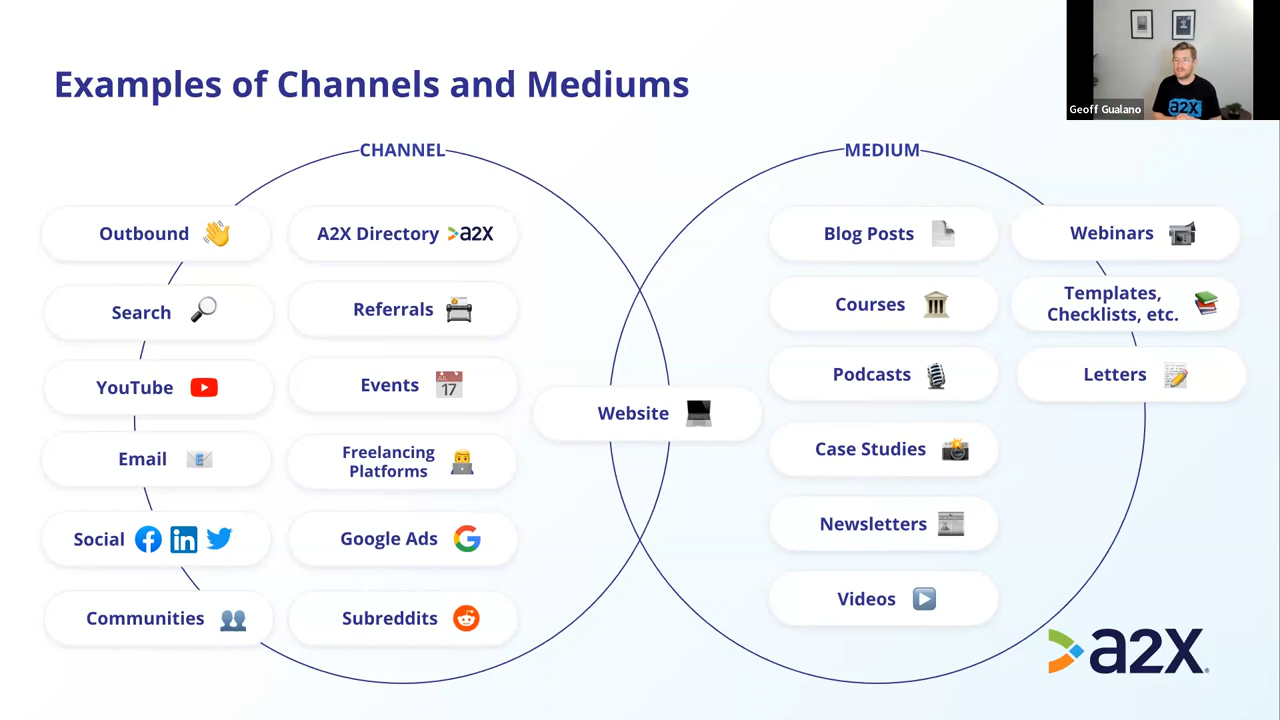 Examples of Channels and Mediums
Geoff Gualano
a2x
CHANNEL
Outbound
Search
YouTube
Email
Social
Communities
A2X Directory a2x
Referrals
Events
JUL
17
Freelancing
Platforms
Google Ads
Subreddits
Website
MEDIUM
Blog Posts
Courses
Podcasts
Case Studies
Newsletters
Videos
Webinars
Templates,
Checklists, etc.
Letters
a2x